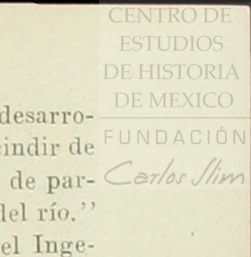 CENTRO DE
ESTUDIOS
DE HISTORIA
DE MEXICO
FUNDACIÓN
Carlos Slim
desarro-
cindir de
de par-
del río.”
el Inge-